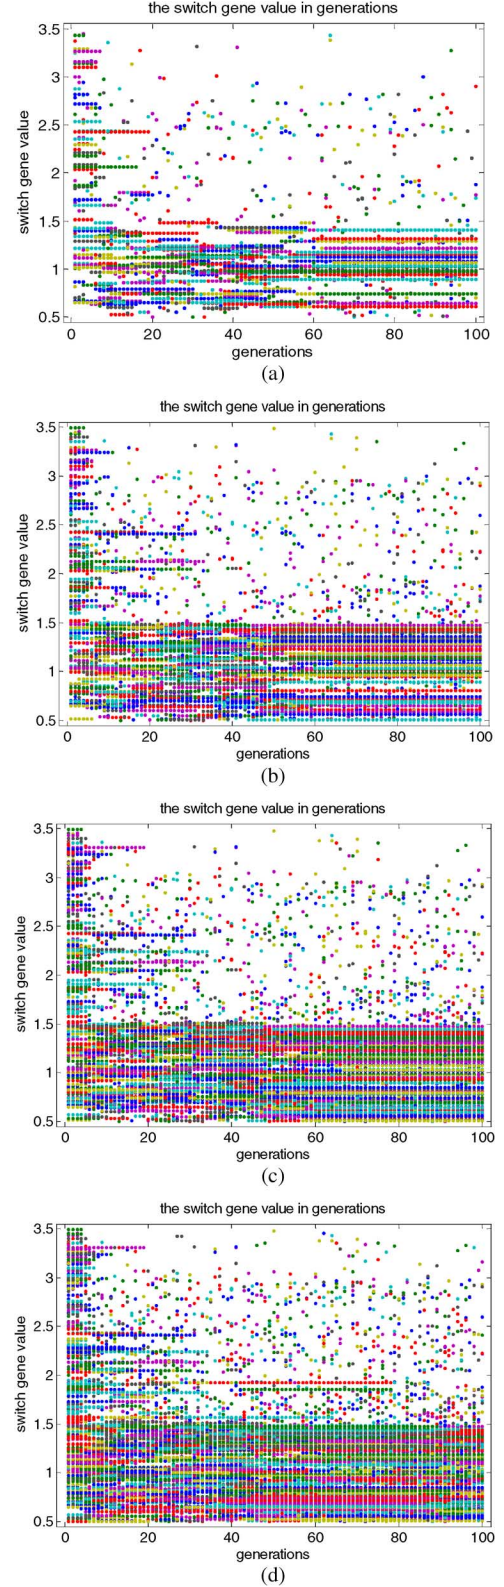 the switch gene value in generations
3.5
3
2.5
2
1.5
1
0.5
switch gene value
0 20 40 60 80 100
generations
(a)
the switch gene value in generations
3.5
3
2.5
2
1.5
1
0.5
switch gene value
0 20 40 60 80 100
generations
(b)
the switch gene value in generations
3.5
3
2.5
2
1.5
1
0.5
switch gene value
0 20 40 60 80 100
generations
(c)
the switch gene value in generations
3.5
3
2.5
2
1.5
1
0.5
switch gene value
0 20 40 60 80 100
generations
(d)